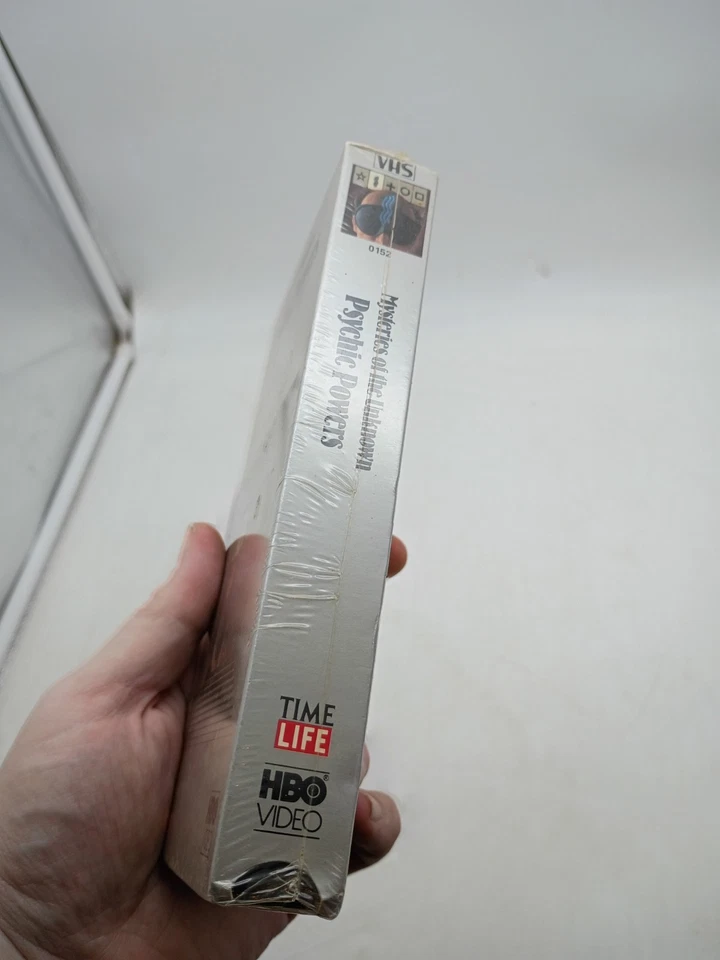 VHS
0152
Mysteries of the Unknown
Psychic Powers
TIME
LIFE
HBO®
VIDEO